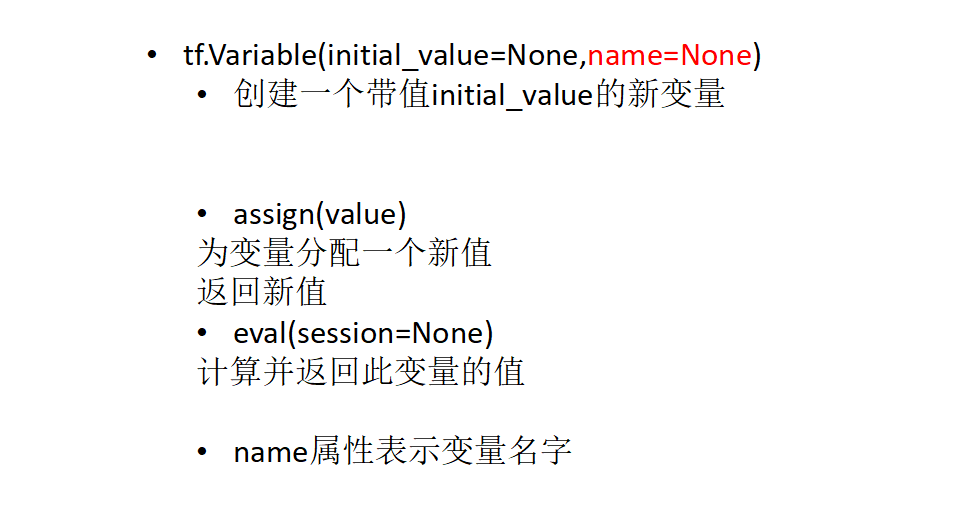 • tf.Variable(initial_value=None,name=None)
• 创建一个带值initial_value的新变量
• assign(value)
为变量分配一个新值
返回新值
• eval(session=None)
计算并返回此变量的值
• name属性表示变量名字